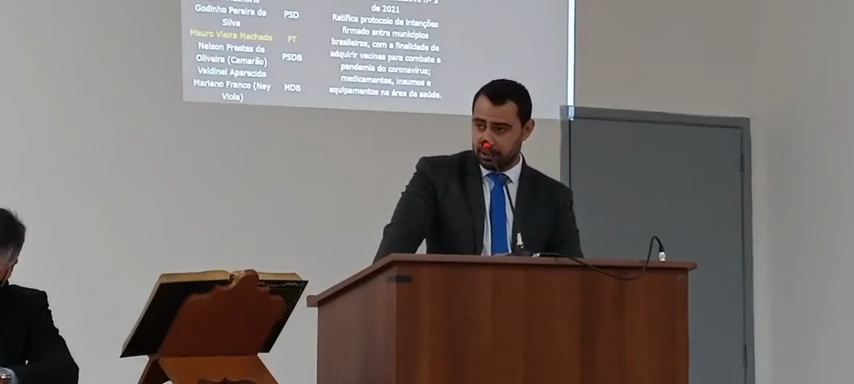 Godinho Pereira da
Silva
PSD
Mauro Vieira Machado
PT
Nelson Prestes de
Oliveira (Camarão)
PSDB
Valdinei Aparecido
Mariano Franco (Ney
Viola)
MDB
de 2021
Ratifica protocolo de intenções
firmado entre municípios
brasileiros, com a finalidade de
adquirir vacinas para combate a
pandemia do coronavírus;
medicamentos, insumos e
equipamentos na área da saúde.